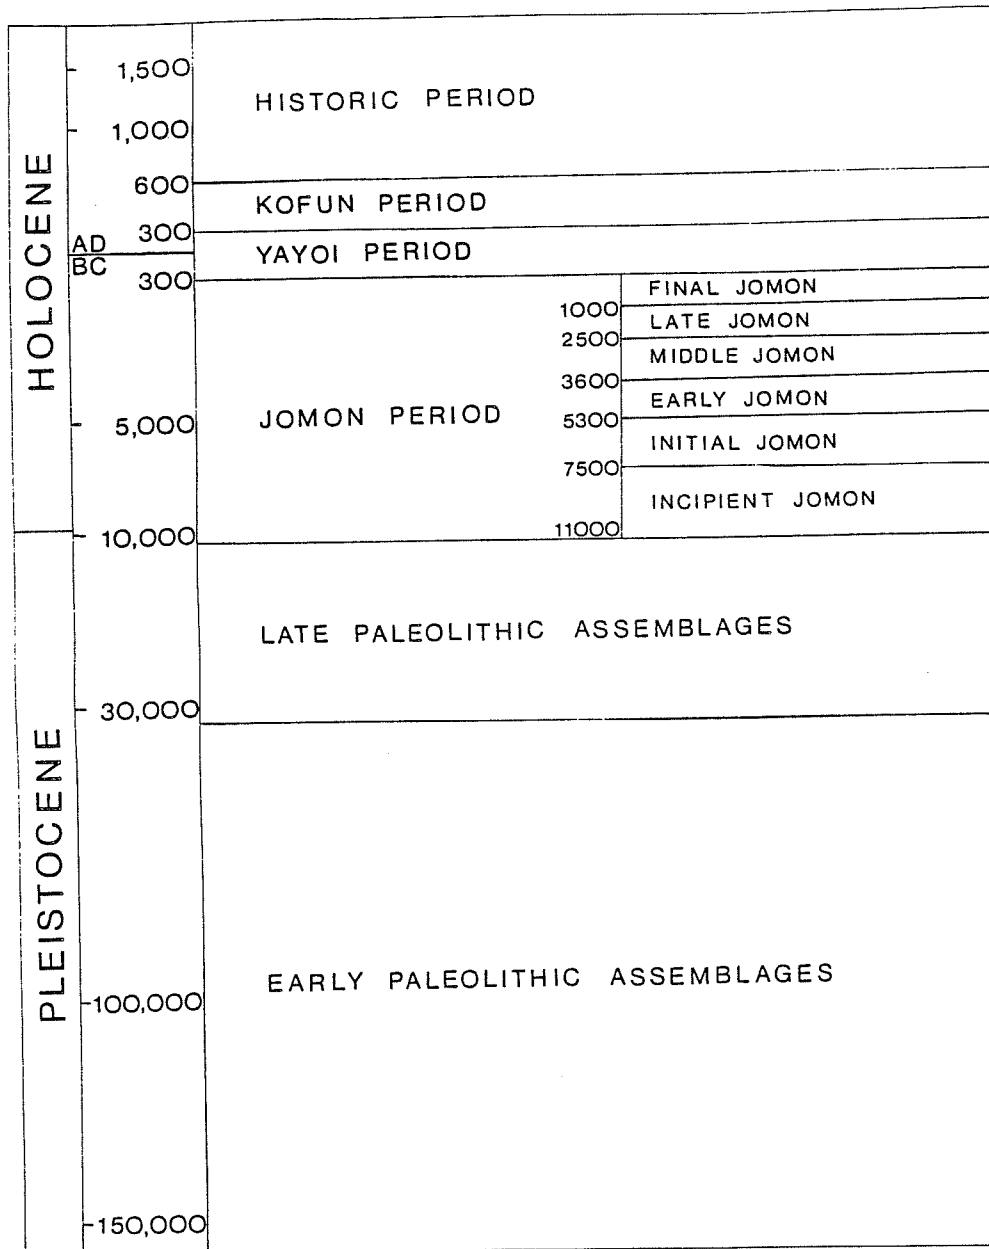 HOLOCENE
PLEISTOCENE
1,500
HISTORIC PERIOD
1,000
600
KOFUN PERIOD
300
AD
YAYOI PERIOD
BC
300
FINAL JOMON
1000
LATE JOMON
2500
MIDDLE JOMON
3600
EARLY JOMON
JOMON PERIOD
5300
5,000
INITIAL JOMON
7500
INCIPIENT JOMON
11000
10,000
LATE PALEOLITHIC ASSEMBLAGES
30,000
EARLY PALEOLITHIC ASSEMBLAGES
100,000
150,000